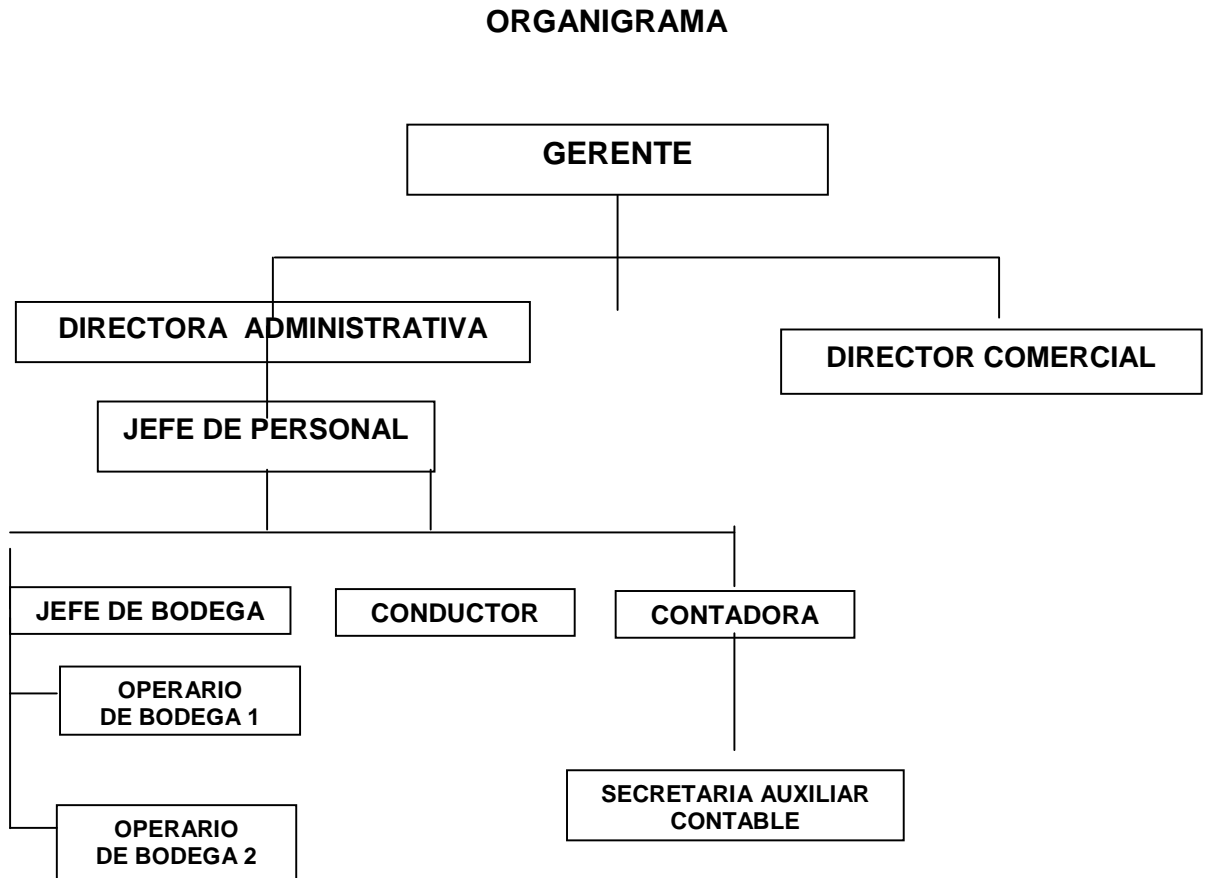 ORGANIGRAMA
GERENTE
DIRECTORA ADMINISTRATIVA
DIRECTOR COMERCIAL
JEFE DE PERSONAL
JEFE DE BODEGA
CONDUCTOR
CONTADORA
OPERARIO
DE BODEGA 1
SECRETARIA AUXILIAR
CONTABLE
OPERARIO
DE BODEGA 2